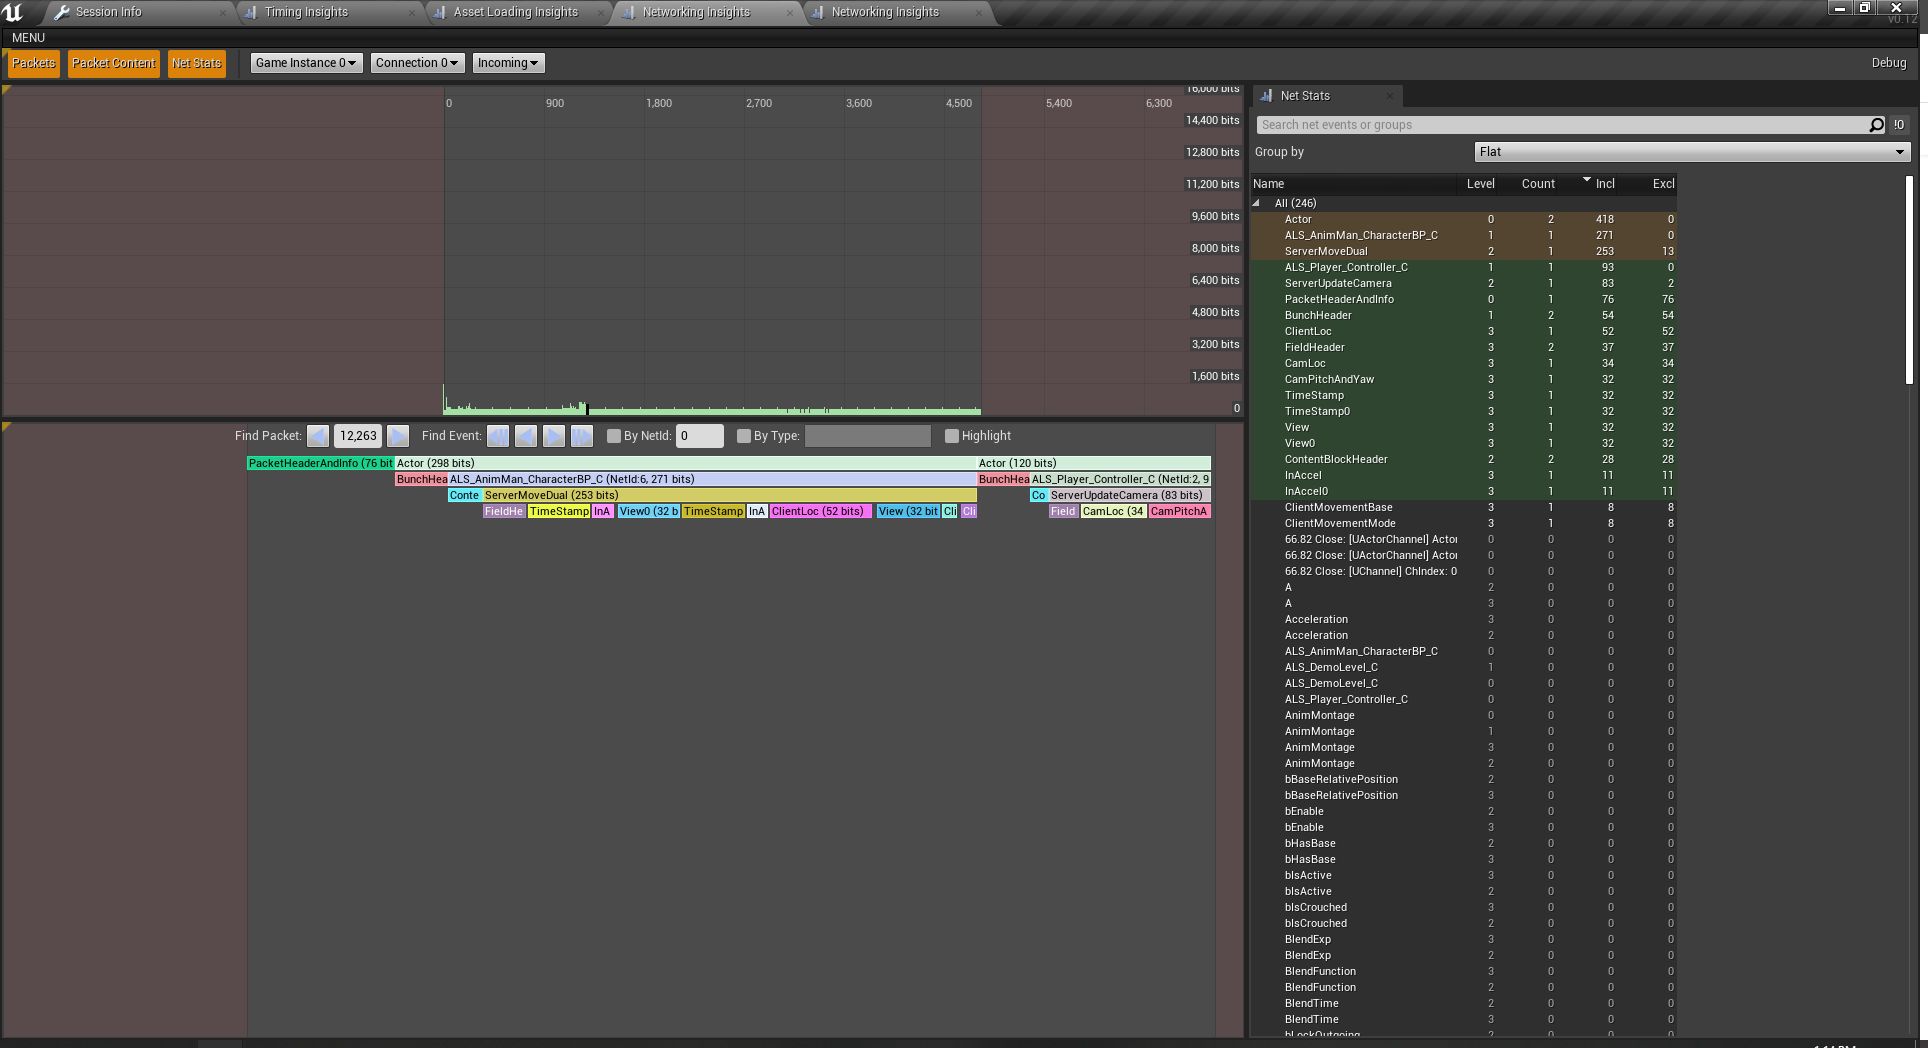 Session Info Timing Insights Asset Loading Insights Networking Insights Networking Insights
v0.12
MENU
Packets Packet Content Net Stats Game Instance 0 Connection 0 Incoming Debug
0 900 1,800 2,700 3,600 4,500 5,400 6,300
16,000 bits
14,400 bits
12,800 bits
11,200 bits
9,600 bits
8,000 bits
6,400 bits
4,800 bits
3,200 bits
1,600 bits
0
Find Packet: 12,263 Find Event: By NetId: 0 By Type: Highlight
PacketHeaderAndInfo (76 bit Actor (298 bits) Actor (120 bits)
BunchHea ALS_AnimMan_CharacterBP_C (NetId:6, 271 bits) BunchHea ALS_Player_Controller_C (NetId:2, 9
Conte ServerMoveDual (253 bits) Co ServerUpdateCamera (83 bits)
FieldHe TimeStamp InA View0 (32 b TimeStamp InA ClientLoc (52 bits) View (32 bit Cli Cli Field CamLoc (34 CamPitchA
Net Stats
Search net events or groups !0
Group by Flat
Name Level Count Incl Excl
All (246)
Actor 0 2 418 0
ALS_AnimMan_CharacterBP_C 1 1 271 0
ServerMoveDual 2 1 253 13
ALS_Player_Controller_C 1 1 93 0
ServerUpdateCamera 2 1 83 2
PacketHeaderAndInfo 0 1 76 76
BunchHeader 1 2 54 54
ClientLoc 3 1 52 52
FieldHeader 3 2 37 37
CamLoc 3 1 34 34
CamPitchAndYaw 3 1 32 32
TimeStamp 3 1 32 32
TimeStamp0 3 1 32 32
View 3 1 32 32
View0 3 1 32 32
ContentBlockHeader 2 2 28 28
InAccel 3 1 11 11
InAccel0 3 1 11 11
ClientMovementBase 3 1 8 8
ClientMovementMode 3 1 8 8
66.82 Close: [UActorChannel] Actor 0 0 0 0
66.82 Close: [UActorChannel] Actor 0 0 0 0
66.82 Close: [UChannel] ChIndex: 0 0 0 0 0
A 2 0 0 0
A 3 0 0 0
Acceleration 3 0 0 0
Acceleration 2 0 0 0
ALS_AnimMan_CharacterBP_C 0 0 0 0
ALS_DemoLevel_C 1 0 0 0
ALS_DemoLevel_C 0 0 0 0
ALS_Player_Controller_C 0 0 0 0
AnimMontage 0 0 0 0
AnimMontage 1 0 0 0
AnimMontage 3 0 0 0
AnimMontage 2 0 0 0
bBaseRelativePosition 2 0 0 0
bBaseRelativePosition 3 0 0 0
bEnable 2 0 0 0
bEnable 3 0 0 0
bHasBase 2 0 0 0
bHasBase 3 0 0 0
bIsActive 3 0 0 0
bIsActive 2 0 0 0
bIsCrouched 3 0 0 0
bIsCrouched 2 0 0 0
BlendExp 3 0 0 0
BlendExp 2 0 0 0
BlendFunction 3 0 0 0
BlendFunction 2 0 0 0
BlendTime 2 0 0 0
BlendTime 3 0 0 0
bLockOutgoing 2 0 0 0